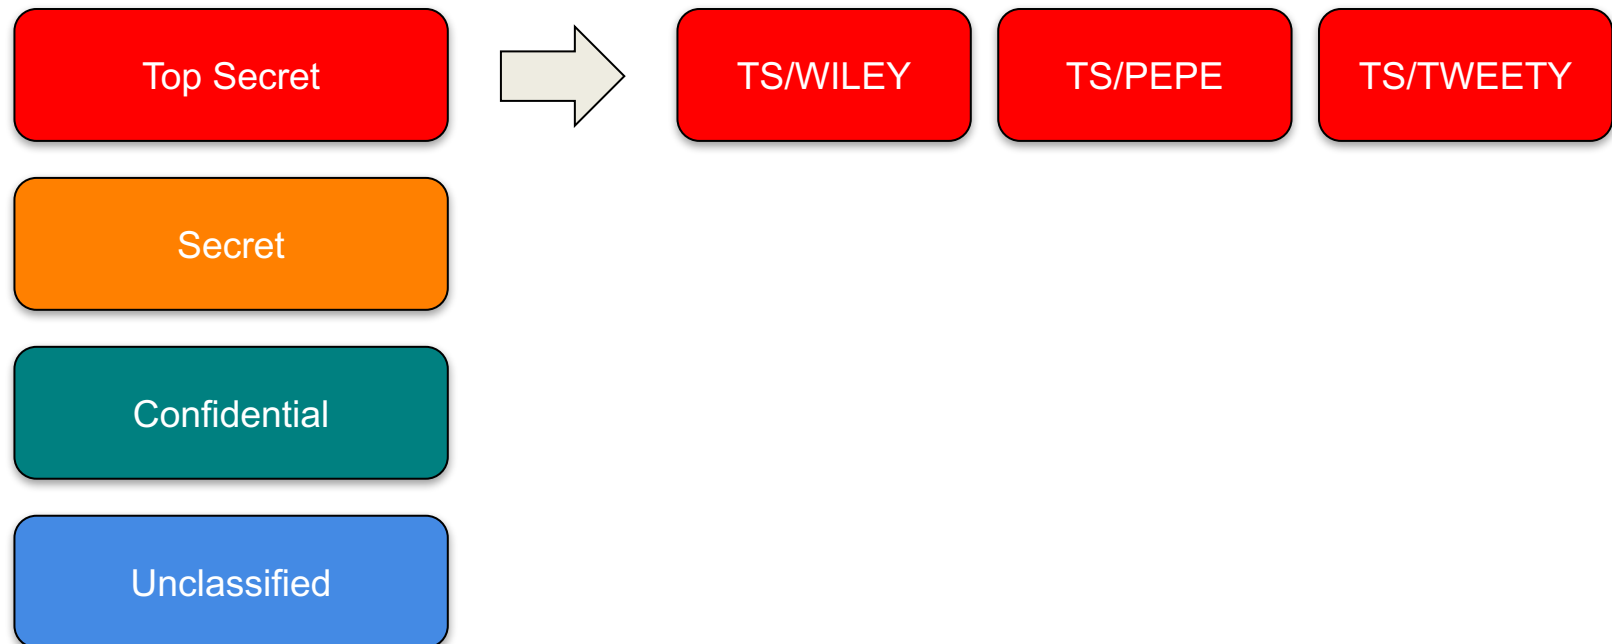 Top Secret
TS/WILEY
TS/PEPE
TS/TWEETY
Secret
Confidential
Unclassified